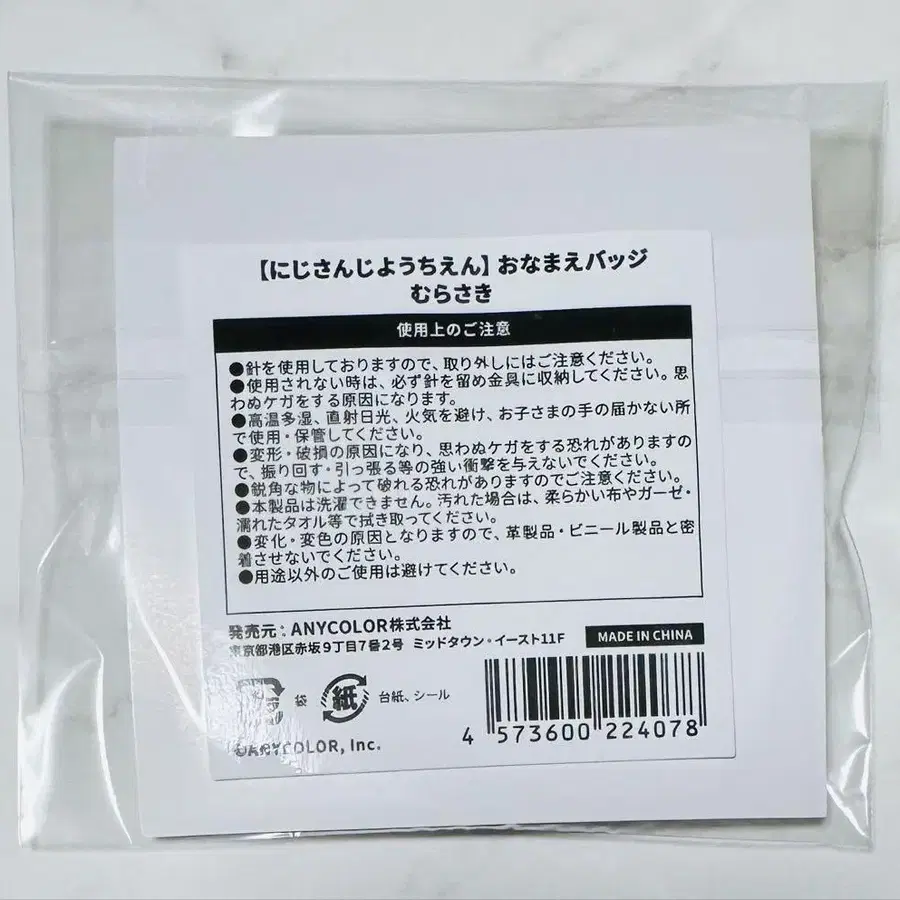 【にじさんじようちえん】おなまえバッジ
むらさき
使用上のご注意
●針を使用しておりますので、取り外しにはご注意ください。
●使用されない時は、必ず針を留め金具に収納してください。思
わぬケガをする原因になります。
●高温多湿、直射日光、火気を避け、お子さまの手の届かない所
で使用・保管してください。
●変形・破損の原因になり、思わぬケガをする恐れがありますの
で、振り回す・引っ張る等の強い衝撃を与えないでください。
●鋭角な物によって破れる恐れがありますのでご注意ください。
●本製品は洗濯できません。汚れた場合は、柔らかい布やガーゼ・
濡れたタオル等で拭き取ってください。
●変化・変色の原因となりますので、革製品・ビニール製品と密
着させないでください。
●用途以外のご使用は避けてください。
発売元:ANYCOLOR株式会社
東京都港区赤坂9丁目7番2号 ミッドタウン・イースト11F
MADE IN CHINA
袋
紙
台紙、シール
4 573600 224078
©ANYCOLOR, Inc.